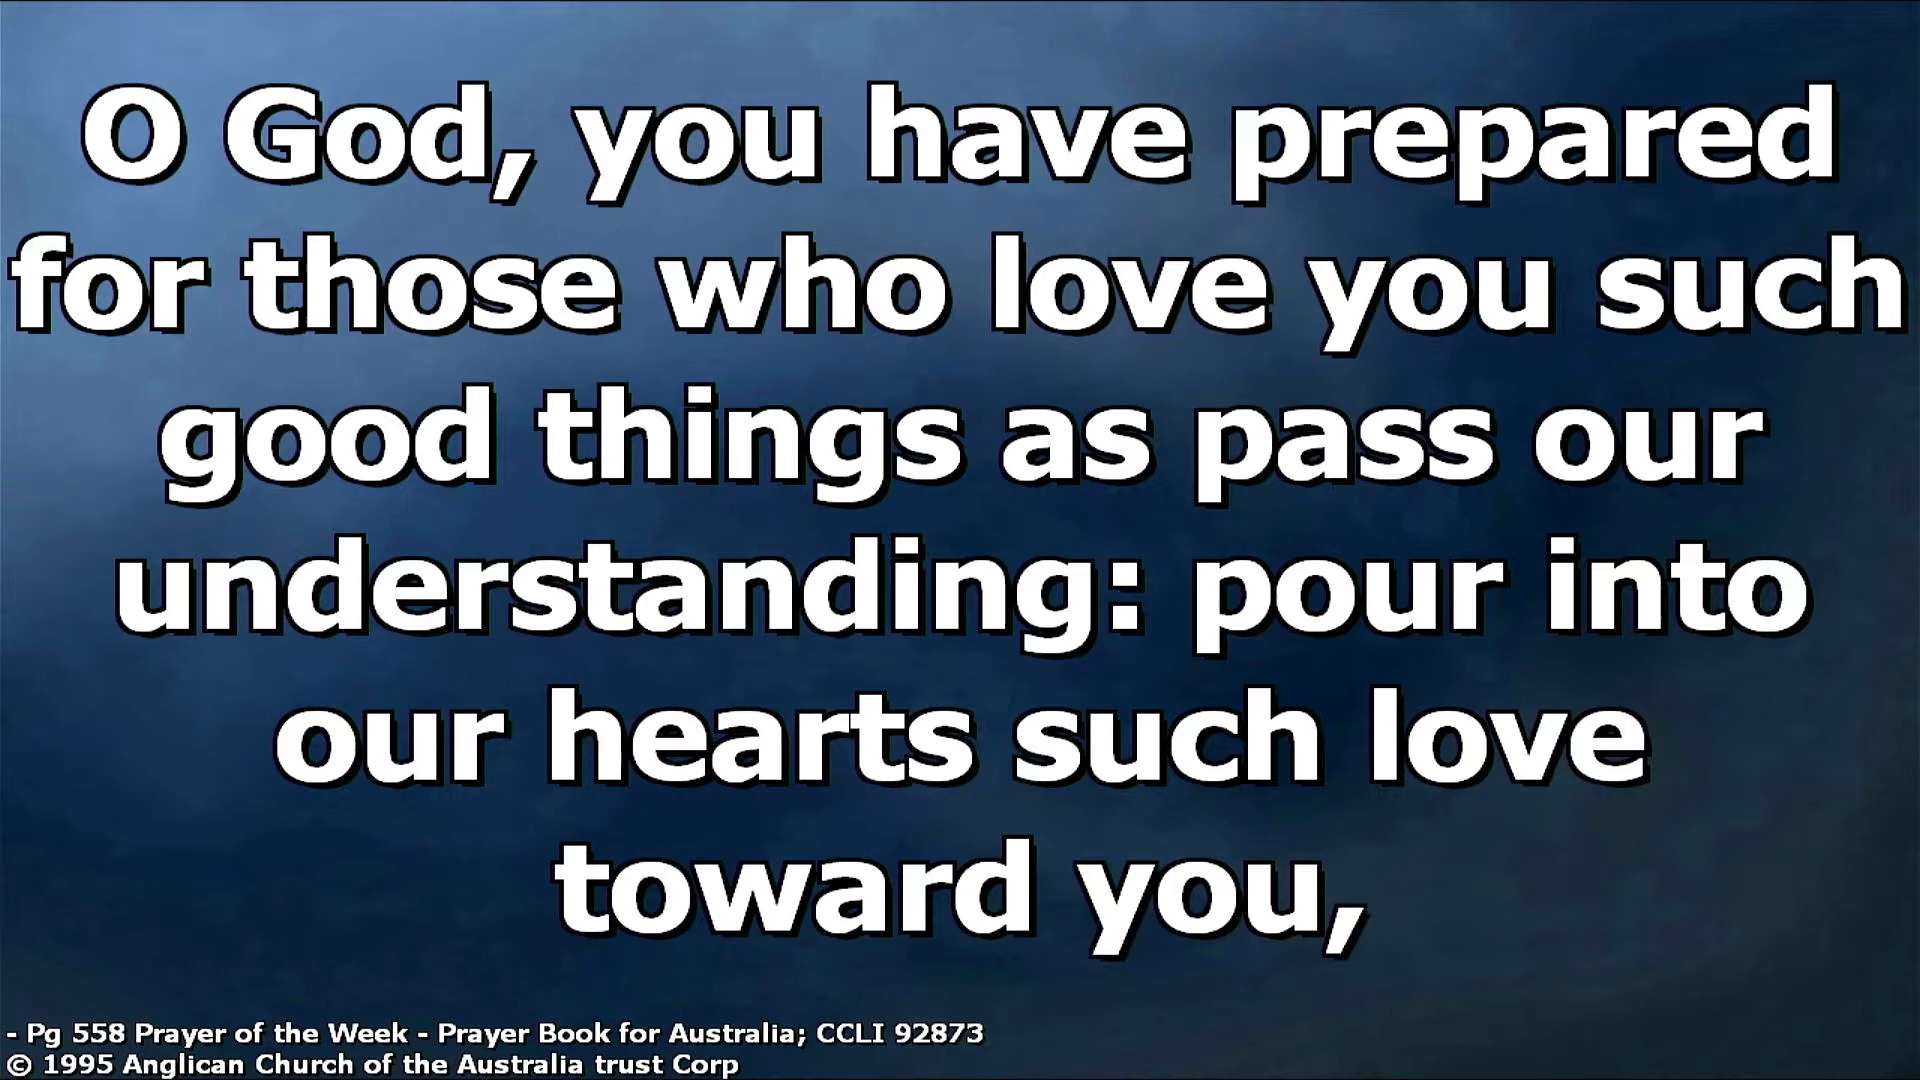 O God, you have prepared
for those who love you such
good things as pass our
understanding: pour into
our hearts such love
toward you,
- Pg 558 Prayer of the Week - Prayer Book for Australia; CCLI 92873
© 1995 Anglican Church of the Australia trust Corp